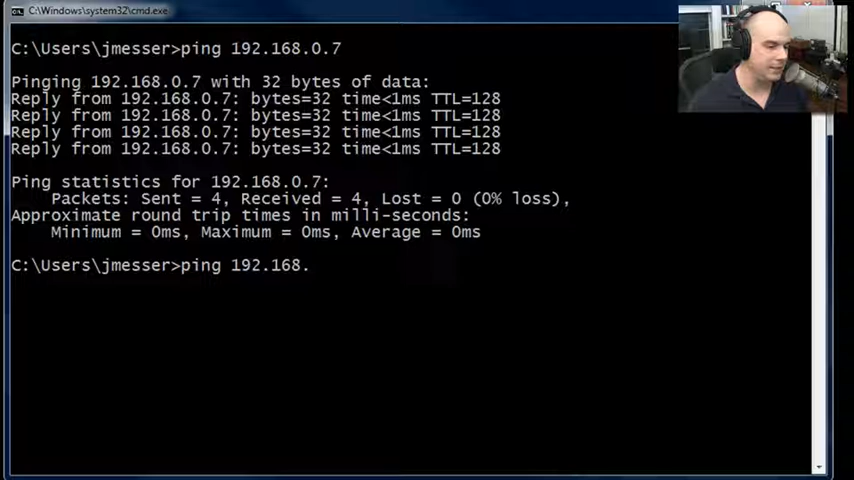 C:\Windows\system32\cmd.exe
C:\Users\jmesser>ping 192.168.0.7
Pinging 192.168.0.7 with 32 bytes of data:
Reply from 192.168.0.7: bytes=32 time<1ms TTL=128
Reply from 192.168.0.7: bytes=32 time<1ms TTL=128
Reply from 192.168.0.7: bytes=32 time<1ms TTL=128
Reply from 192.168.0.7: bytes=32 time<1ms TTL=128
Ping statistics for 192.168.0.7:
Packets: Sent = 4, Received = 4, Lost = 0 (0% loss),
Approximate round trip times in milli-seconds:
Minimum = 0ms, Maximum = 0ms, Average = 0ms
C:\Users\jmesser>ping 192.168.